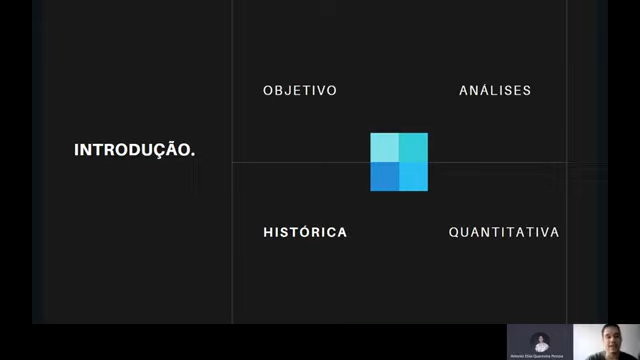 INTRODUÇÃO.
OBJETIVO
ANÁLISES
HISTÓRICA
QUANTITATIVA